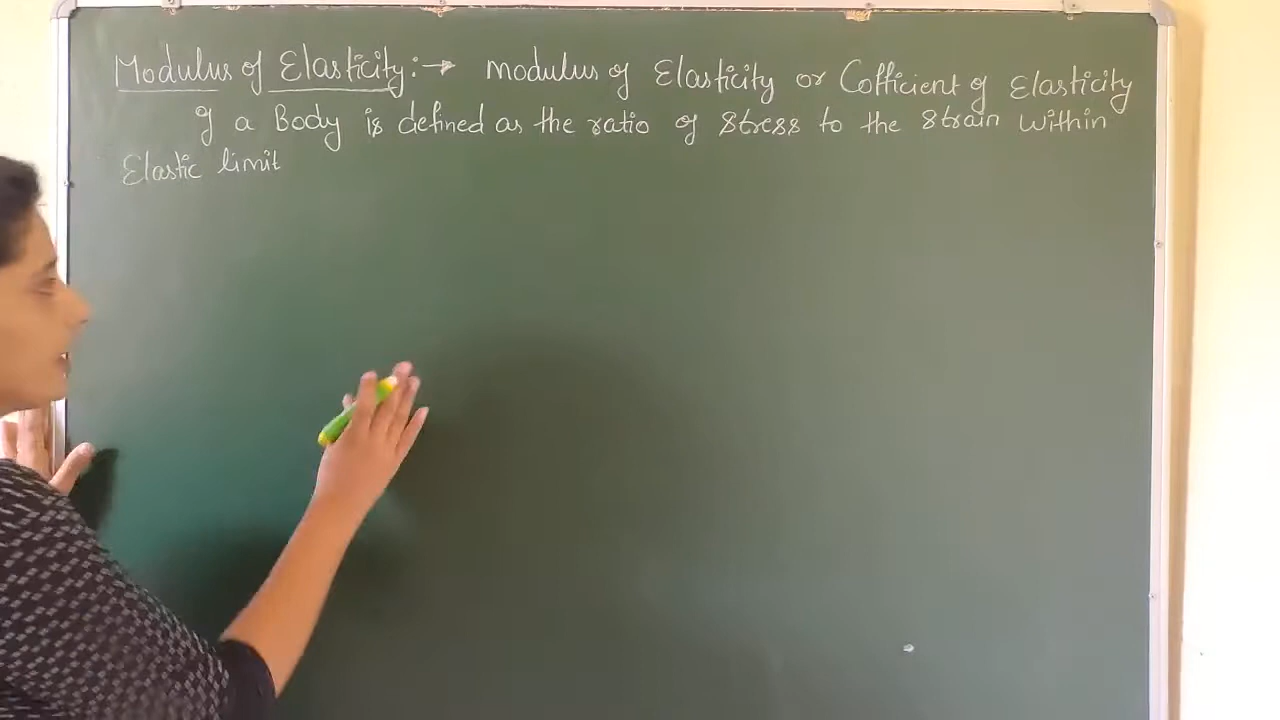 Modulus of Elasticity:→ modulus of Elasticity or Cofficient of Elasticity
of a Body is defined as the ratio of Stress to the Strain within
Elastic limit